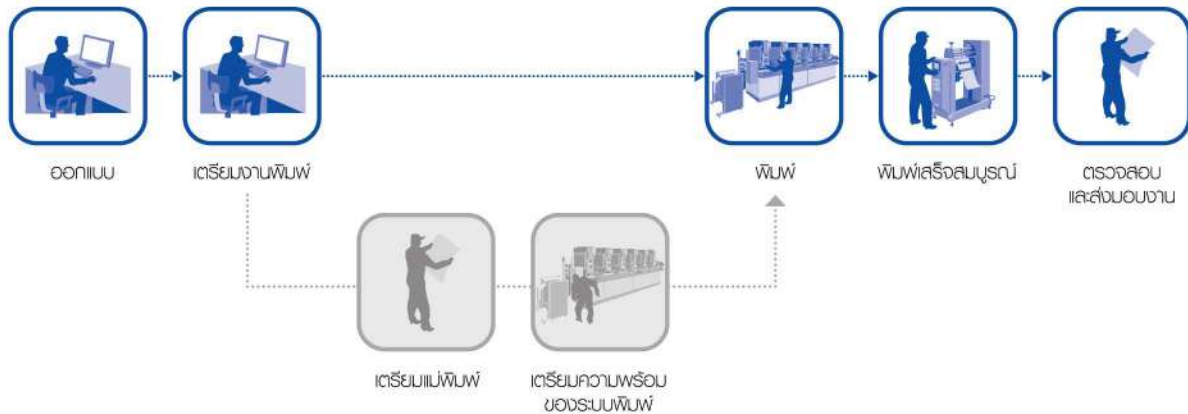 ออกแบบ
เตรียมงานพิมพ์
พิมพ์
พิมพ์เสร็จสมบูรณ์
ตรวจสอบ
และส่งมอบงาน
เตรียมแม่พิมพ์
เตรียมความพร้อม
ของระบบพิมพ์